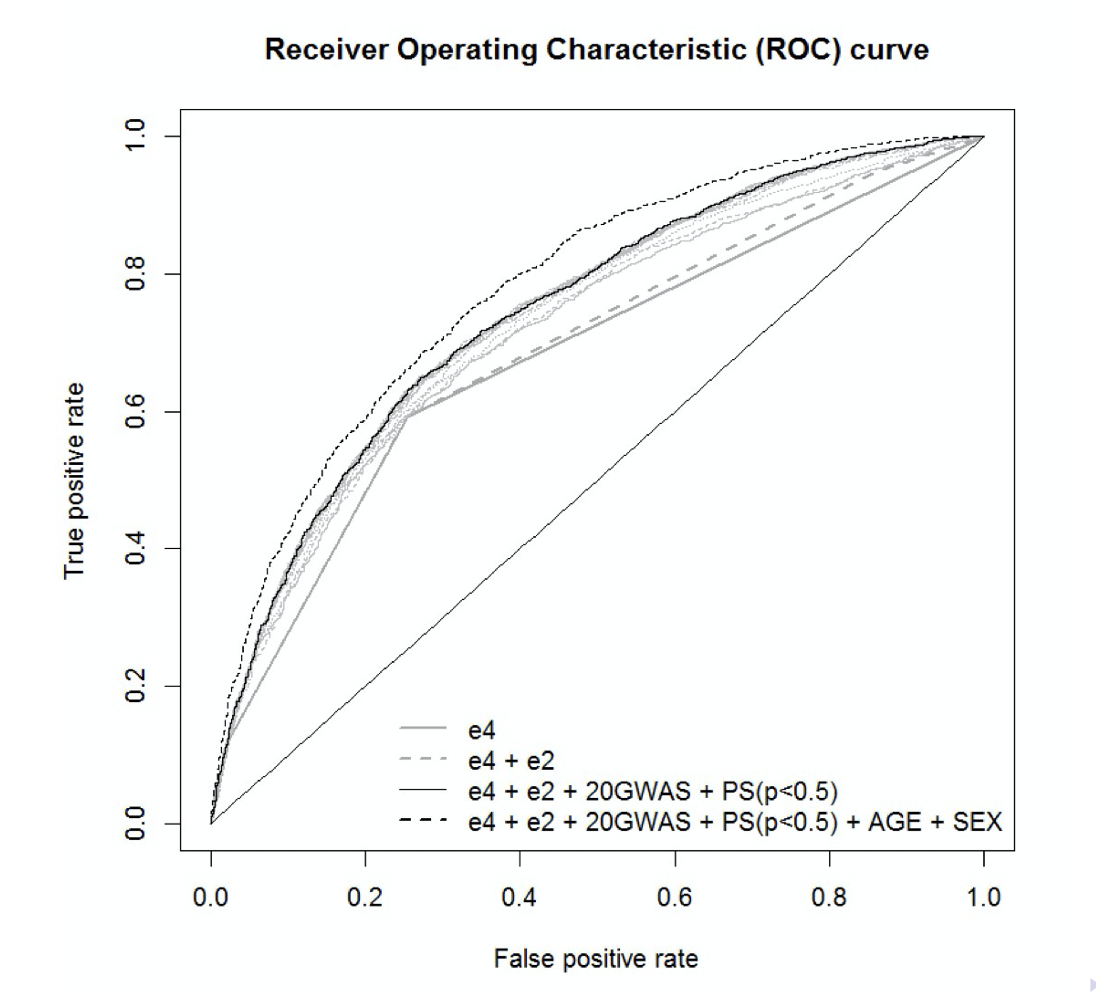 Receiver Operating Characteristic (ROC) curve
1.0
0.8
0.6
0.4
0.2
0.0
True positive rate
e4
e4 + e2
e4 + e2 + 20GWAS + PS(p<0.5)
e4 + e2 + 20GWAS + PS(p<0.5) + AGE + SEX
0.0 0.2 0.4 0.6 0.8 1.0
False positive rate